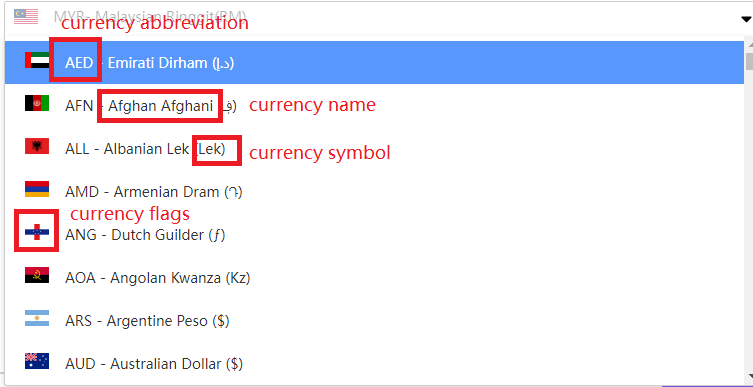 MYR- Malaysian Ringgit(RM)
currency abbreviation
AED - Emirati Dirham (د.إ)
AFN - Afghan Afghani ؋) currency name
ALL - Albanian Lek (Lek) currency symbol
AMD - Armenian Dram (Դ)
currency flags
ANG - Dutch Guilder (ƒ)
AOA - Angolan Kwanza (Kz)
ARS - Argentine Peso ($)
AUD - Australian Dollar ($)